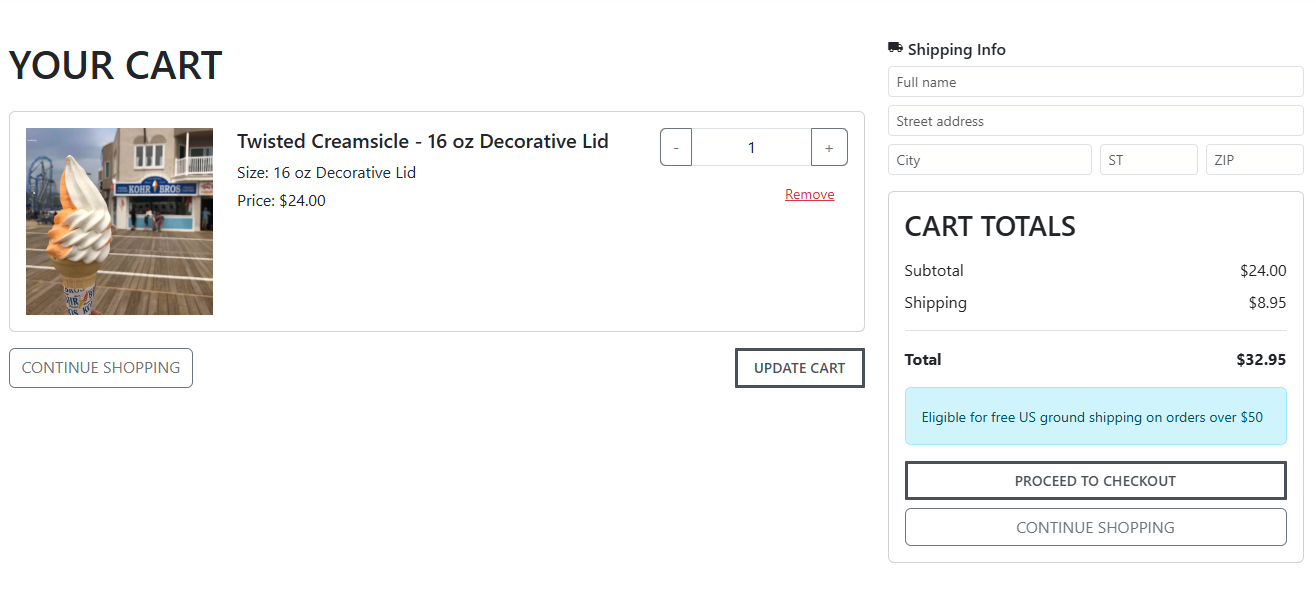 YOUR CART
KOHR BROS
Twisted Creamsicle - 16 oz Decorative Lid
Size: 16 oz Decorative Lid
Price: $24.00
- 1 +
Remove
CONTINUE SHOPPING
UPDATE CART
Shipping Info
Full name
Street address
City
ST
ZIP
CART TOTALS
Subtotal $24.00
Shipping $8.95
Total $32.95
Eligible for free US ground shipping on orders over $50
PROCEED TO CHECKOUT
CONTINUE SHOPPING